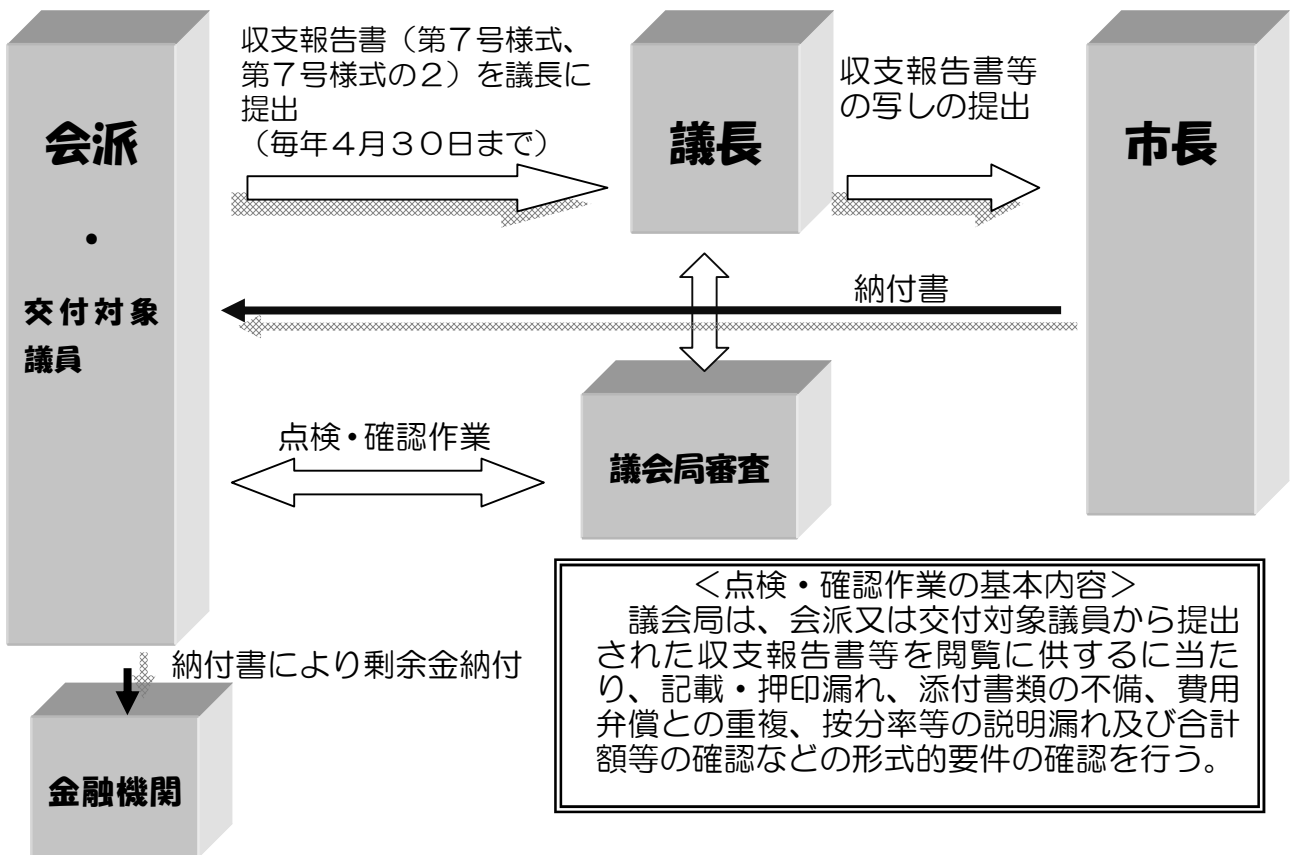 収支報告書（第７号様式、
第７号様式の２）を議長に
提出
（毎年４月３０日まで）
会派
・
交付対象
議員
議長
収支報告書等
の写しの提出
市長
納付書
点検・確認作業
議会局審査
＜点検・確認作業の基本内容＞
議会局は、会派又は交付対象議員から提出
された収支報告書等を閲覧に供するに当た
り、記載・押印漏れ、添付書類の不備、費用
弁償との重複、按分率等の説明漏れ及び合計
額等の確認などの形式的要件の確認を行う。
納付書により剰余金納付
金融機関